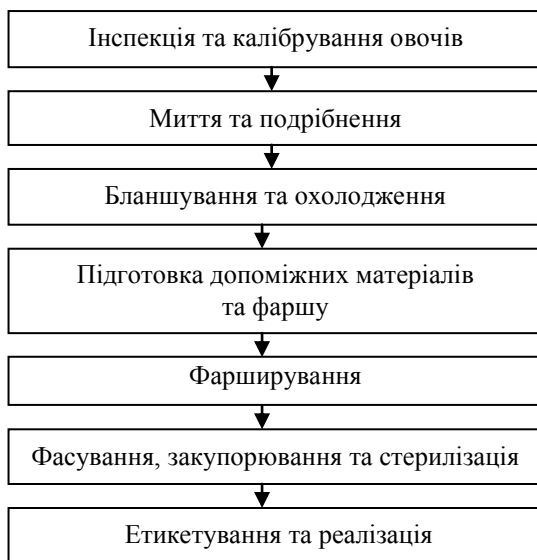 Інспекція та калібрування овочів
Миття та подрібнення
Бланшування та охолодження
Підготовка допоміжних матеріалів
та фаршу
Фарширування
Фасування, закупорювання та стерилізація
Етикетування та реалізація